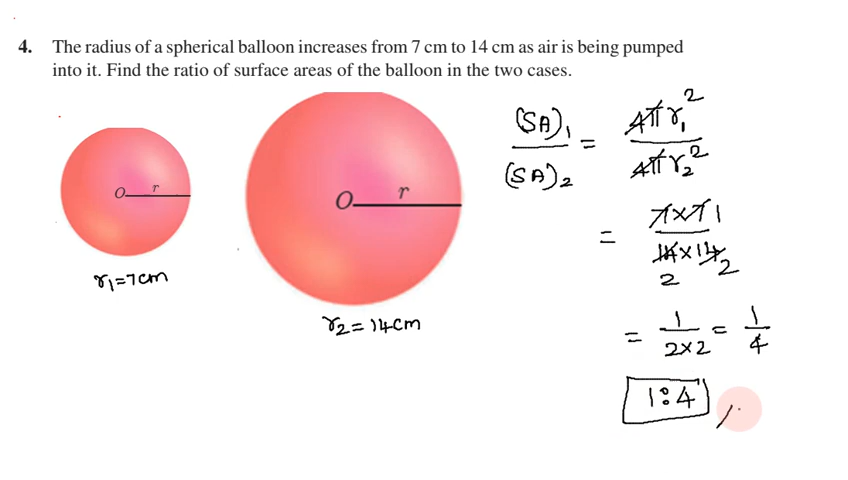 4. The radius of a spherical balloon increases from 7 cm to 14 cm as air is being pumped
into it. Find the ratio of surface areas of the balloon in the two cases.
O r
r₁=7cm
O r
r₂=14cm
(SA)₁/(SA)₂ = 4πr₁²/4πr₂²
= 7×7 1/14×14 2 2
= 1/2×2 = 1/4
1:4